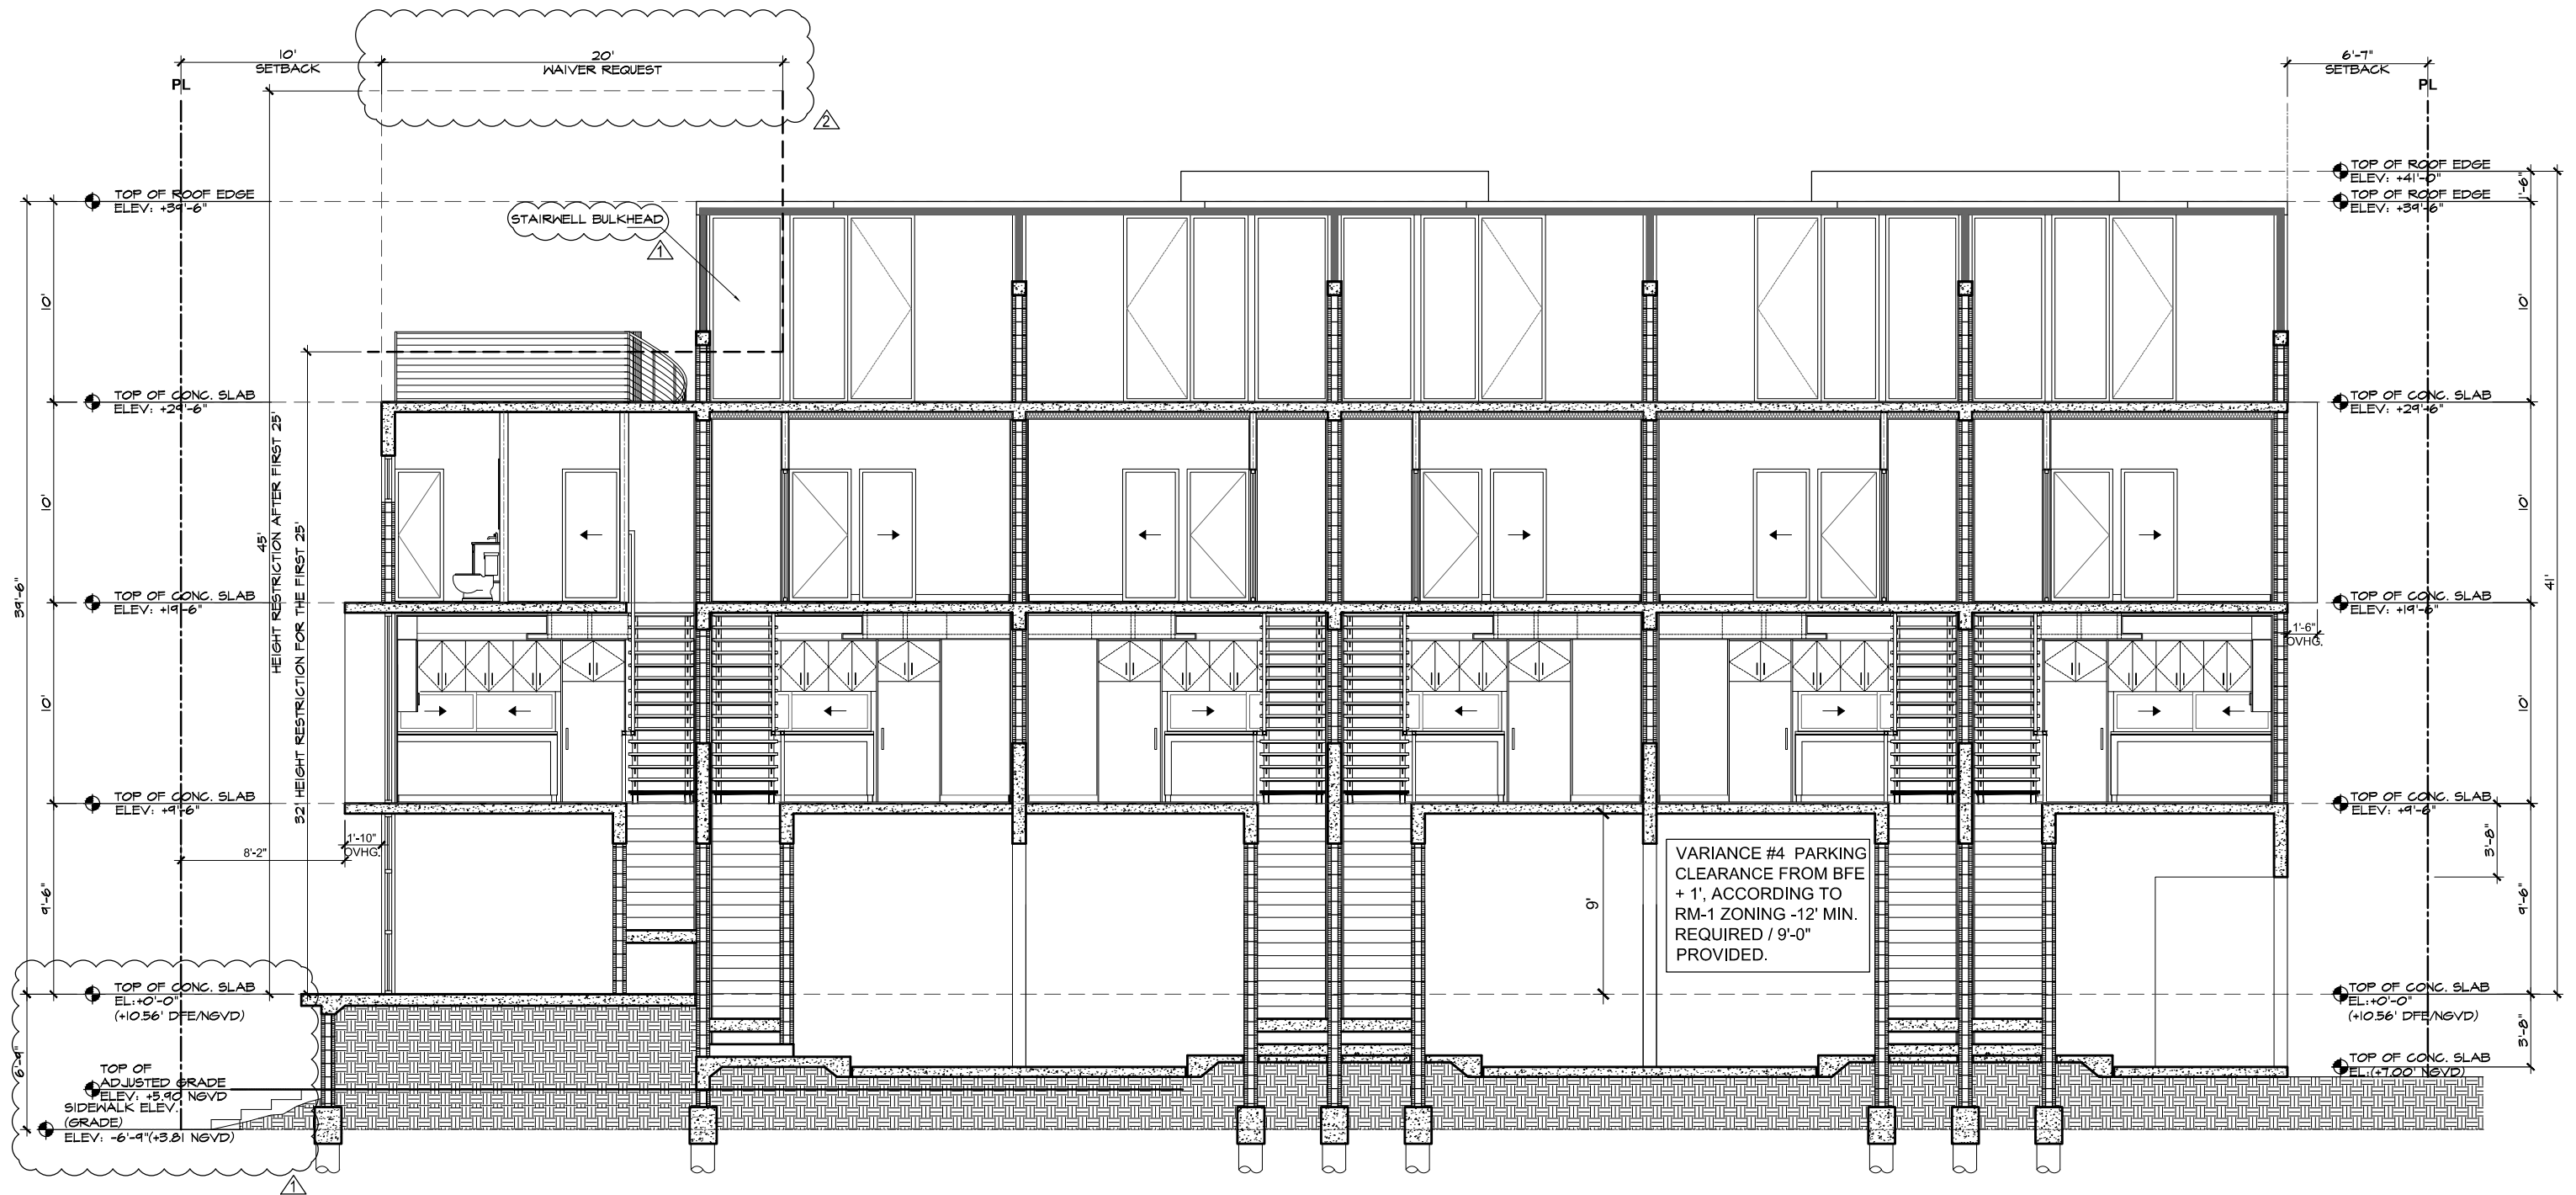 10'
SETBACK
20'
WAIVER REQUEST
6'-7"
SETBACK
PL
PL
2
TOP OF ROOF EDGE
ELEV: +39'-6"
STAIRWELL BULKHEAD
1
TOP OF ROOF EDGE
ELEV: +41'-0"
1'-6"
TOP OF ROOF EDGE
ELEV: +39'-6"
10'
10'
TOP OF CONC. SLAB
ELEV: +29'-6"
TOP OF CONC. SLAB
ELEV: +29'-6"
45'
HEIGHT RESTRICTION AFTER FIRST 25'
32' HEIGHT RESTRICTION FOR THE FIRST 25'
10'
10'
39'-6"
41'
TOP OF CONC. SLAB
ELEV: +19'-6"
TOP OF CONC. SLAB
ELEV: +19'-6"
1'-6"
OVHG.
10'
10'
TOP OF CONC. SLAB
ELEV: +9'-6"
TOP OF CONC. SLAB
ELEV: +9'-6"
1'-10"
OVHG.
8'-2"
3'-8"
9'-6"
9'-6"
9'
VARIANCE #4 PARKING
CLEARANCE FROM BFE
+ 1', ACCORDING TO
RM-1 ZONING -12' MIN.
REQUIRED / 9'-0"
PROVIDED.
TOP OF CONC. SLAB
EL:+0'-0"
(+10.56' DFE/NGVD)
TOP OF CONC. SLAB
EL:+0'-0"
(+10.56' DFE/NGVD)
6'-9"
3'-8"
TOP OF
ADJUSTED GRADE
ELEV: +5.90 NGVD
SIDEWALK ELEV.
(GRADE)
ELEV: -6'-9"(+3.81 NGVD)
1
TOP OF CONC. SLAB
EL:(+7.00' NGVD)